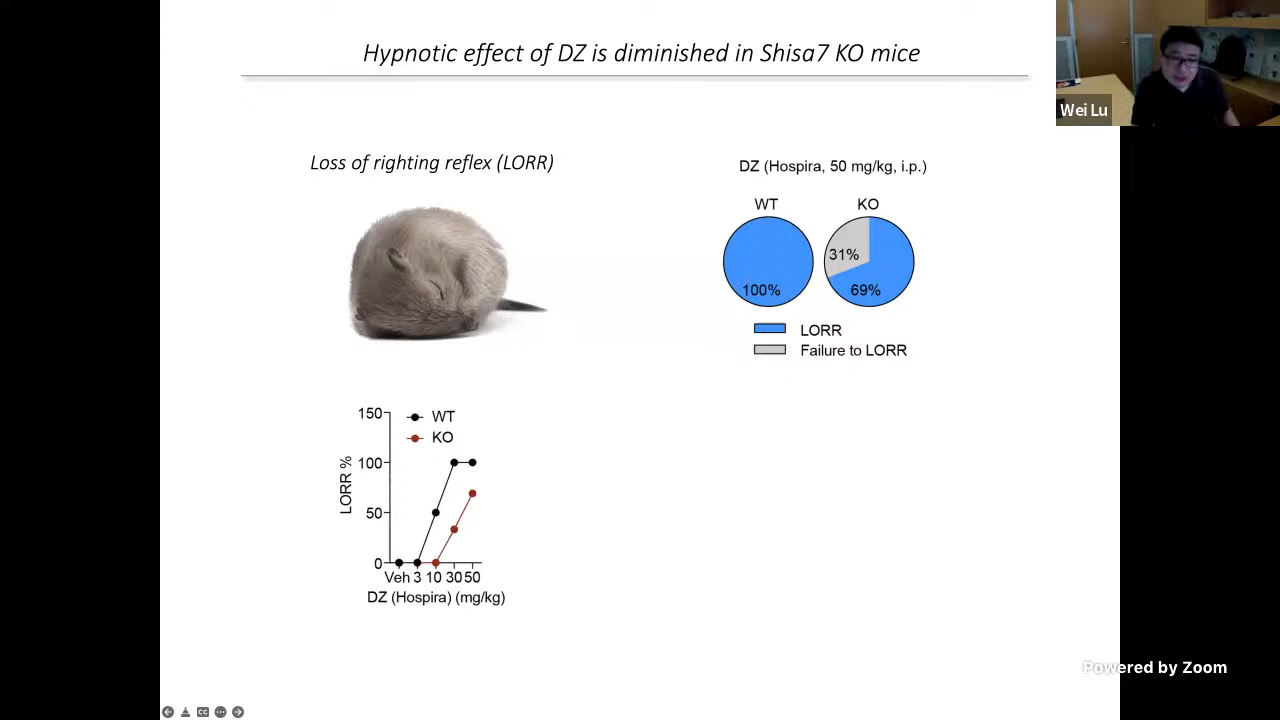 Hypnotic effect of DZ is diminished in Shisa7 KO mice
Wei Lu
Loss of righting reflex (LORR)
DZ (Hospira, 50 mg/kg, i.p.)
WT KO
31%
100% 69%
LORR
Failure to LORR
150
WT
KO
100
LORR %
50
0
Veh 3 10 30 50
DZ (Hospira) (mg/kg)
Powered by Zoom
CC